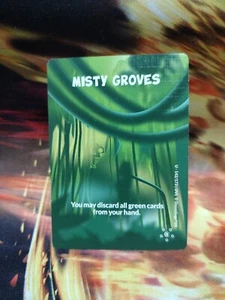 MISTY GROVES
You may discard all green cards
from your hand.